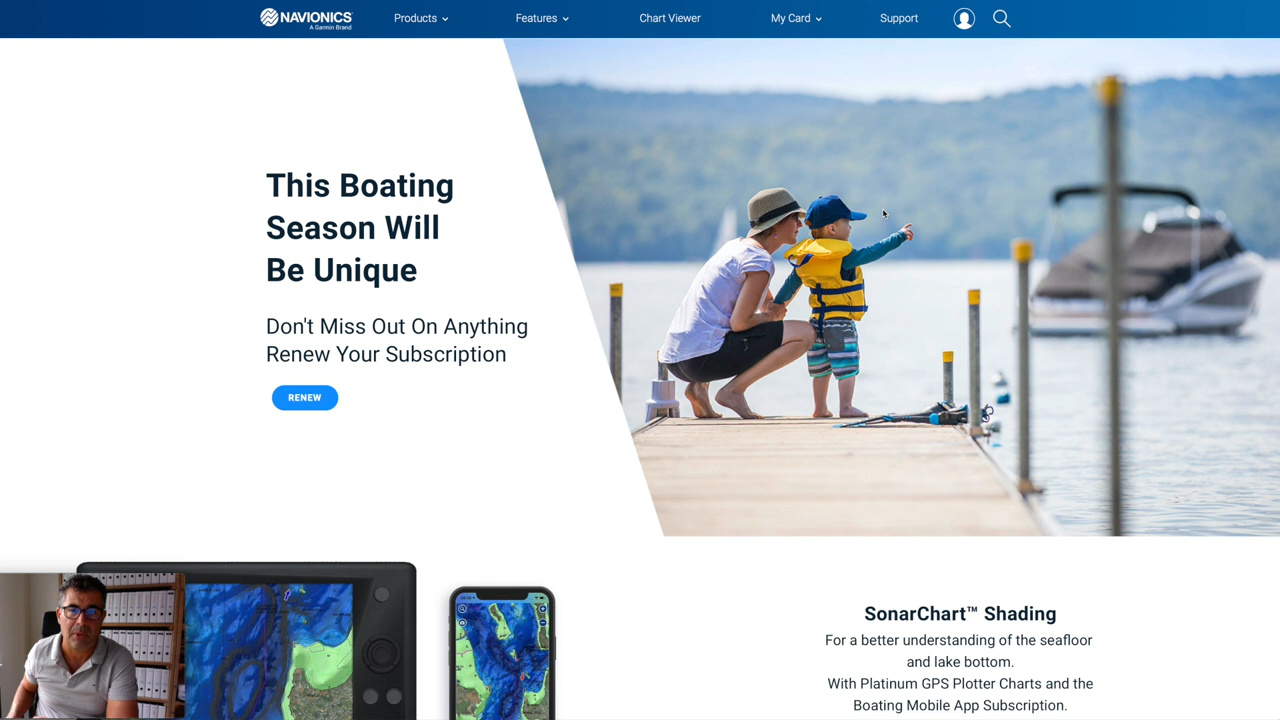 NAVIONICS
A Garmin Brand
Products
Features
Chart Viewer
My Card
Support
This Boating
Season Will
Be Unique
Don't Miss Out On Anything
Renew Your Subscription
RENEW
SonarChart™ Shading
For a better understanding of the seafloor
and lake bottom.
With Platinum GPS Plotter Charts and the
Boating Mobile App Subscription.